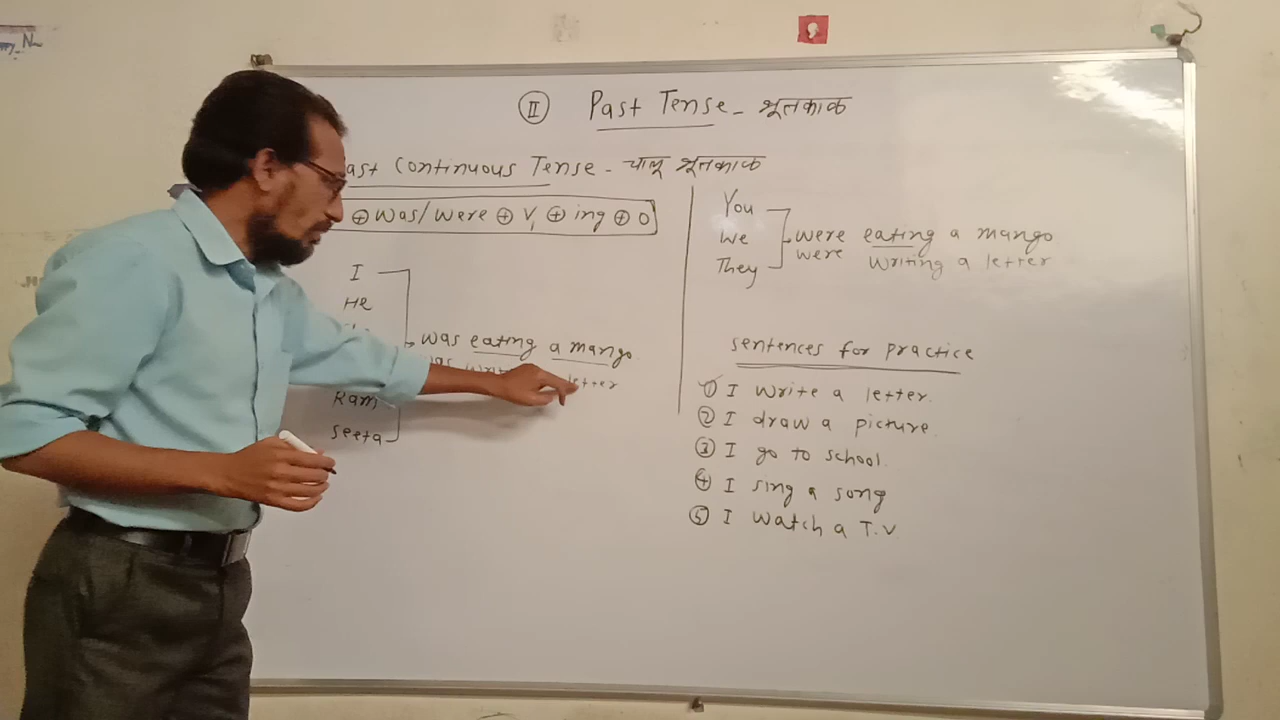 II Past Tense - भूतकाळ
ast Continuous Tense - चालू भूतकाळ
+ was/were + V1 + ing + O
I
He
was eating a mango
letter
Ram
Seeta
You
We
They
were eating a mango
were writing a letter
sentences for practice
1 I write a letter.
2 I draw a picture.
3 I go to school.
4 I sing a song
5 I watch a T.V